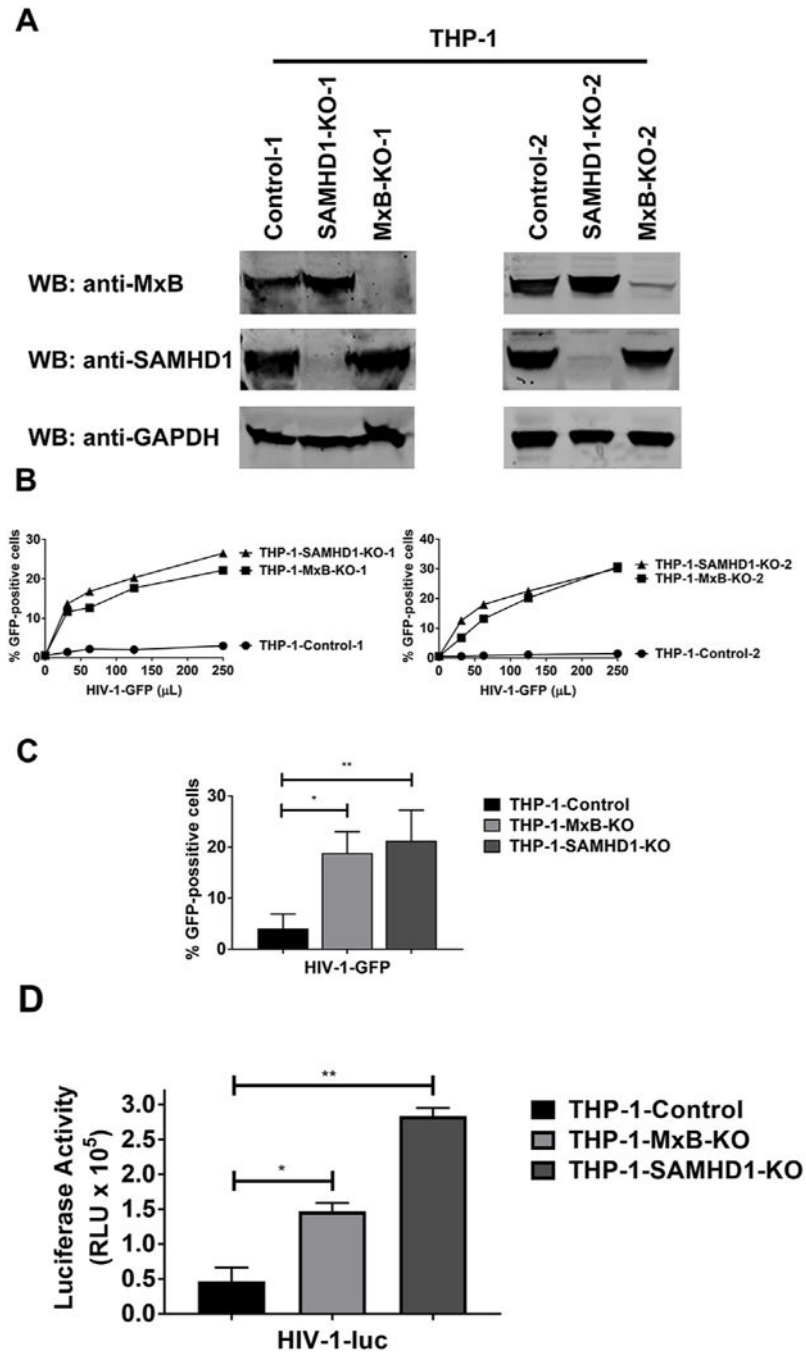 A
THP-1
Control-1
SAMHD1-KO-1
MxB-KO-1
Control-2
SAMHD1-KO-2
MxB-KO-2
WB: anti-MxB
WB: anti-SAMHD1
WB: anti-GAPDH
B
% GFP-positive cells
30
20
10
0
0 50 100 150 200 250
HIV-1-GFP (μL)
THP-1-SAMHD1-KO-1
THP-1-MxB-KO-1
THP-1-Control-1
% GFP-positive cells
40
30
20
10
0
0 50 100 150 200 250
HIV-1-GFP (μL)
THP-1-SAMHD1-KO-2
THP-1-MxB-KO-2
THP-1-Control-2
C
% GFP-possitive cells
30
20
10
0
**
*
HIV-1-GFP
THP-1-Control
THP-1-MxB-KO
THP-1-SAMHD1-KO
D
Luciferase Activity
(RLU x 10⁵)
3.0
2.5
2.0
1.5
1.0
0.5
0.0
**
*
HIV-1-luc
THP-1-Control
THP-1-MxB-KO
THP-1-SAMHD1-KO